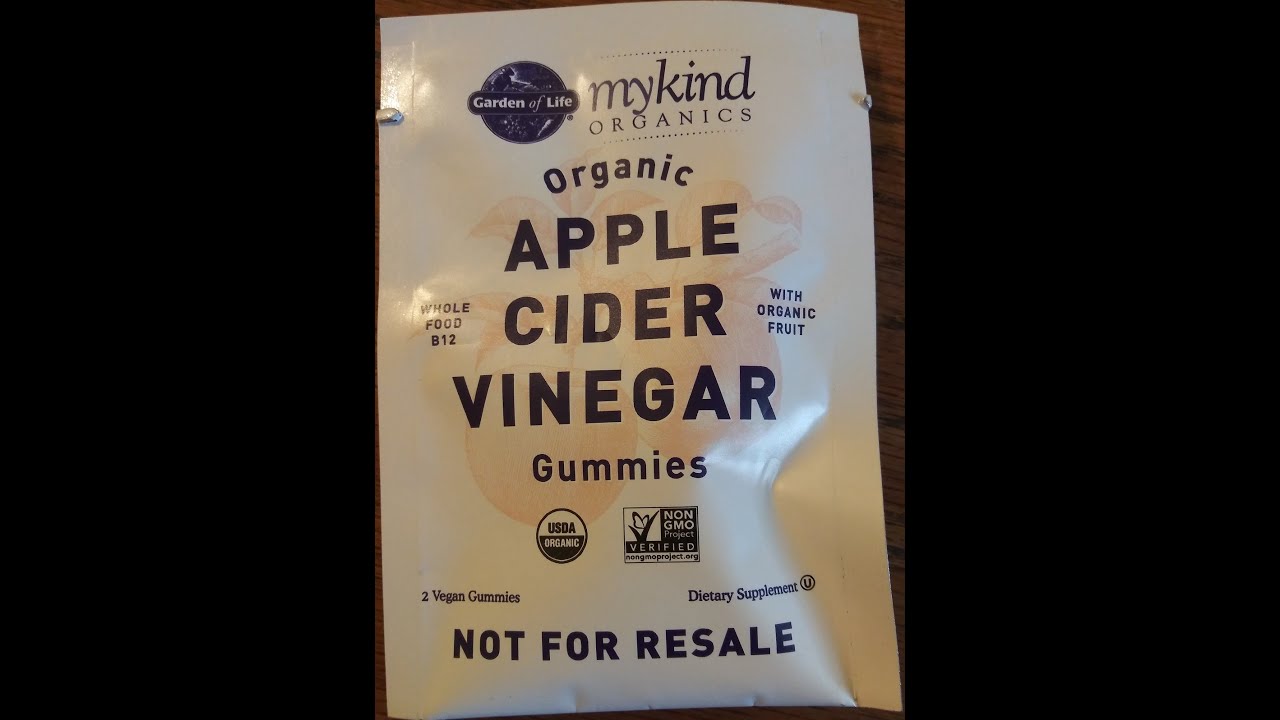 Garden of Life®
mykind
ORGANICS
Organic
APPLE
CIDER
VINEGAR
WHOLE
FOOD
B12
WITH
ORGANIC
FRUIT
Gummies
USDA
ORGANIC
NON
GMO
Project
VERIFIED
nongmoproject.org
2 Vegan Gummies
Dietary Supplement Ⓤ
NOT FOR RESALE